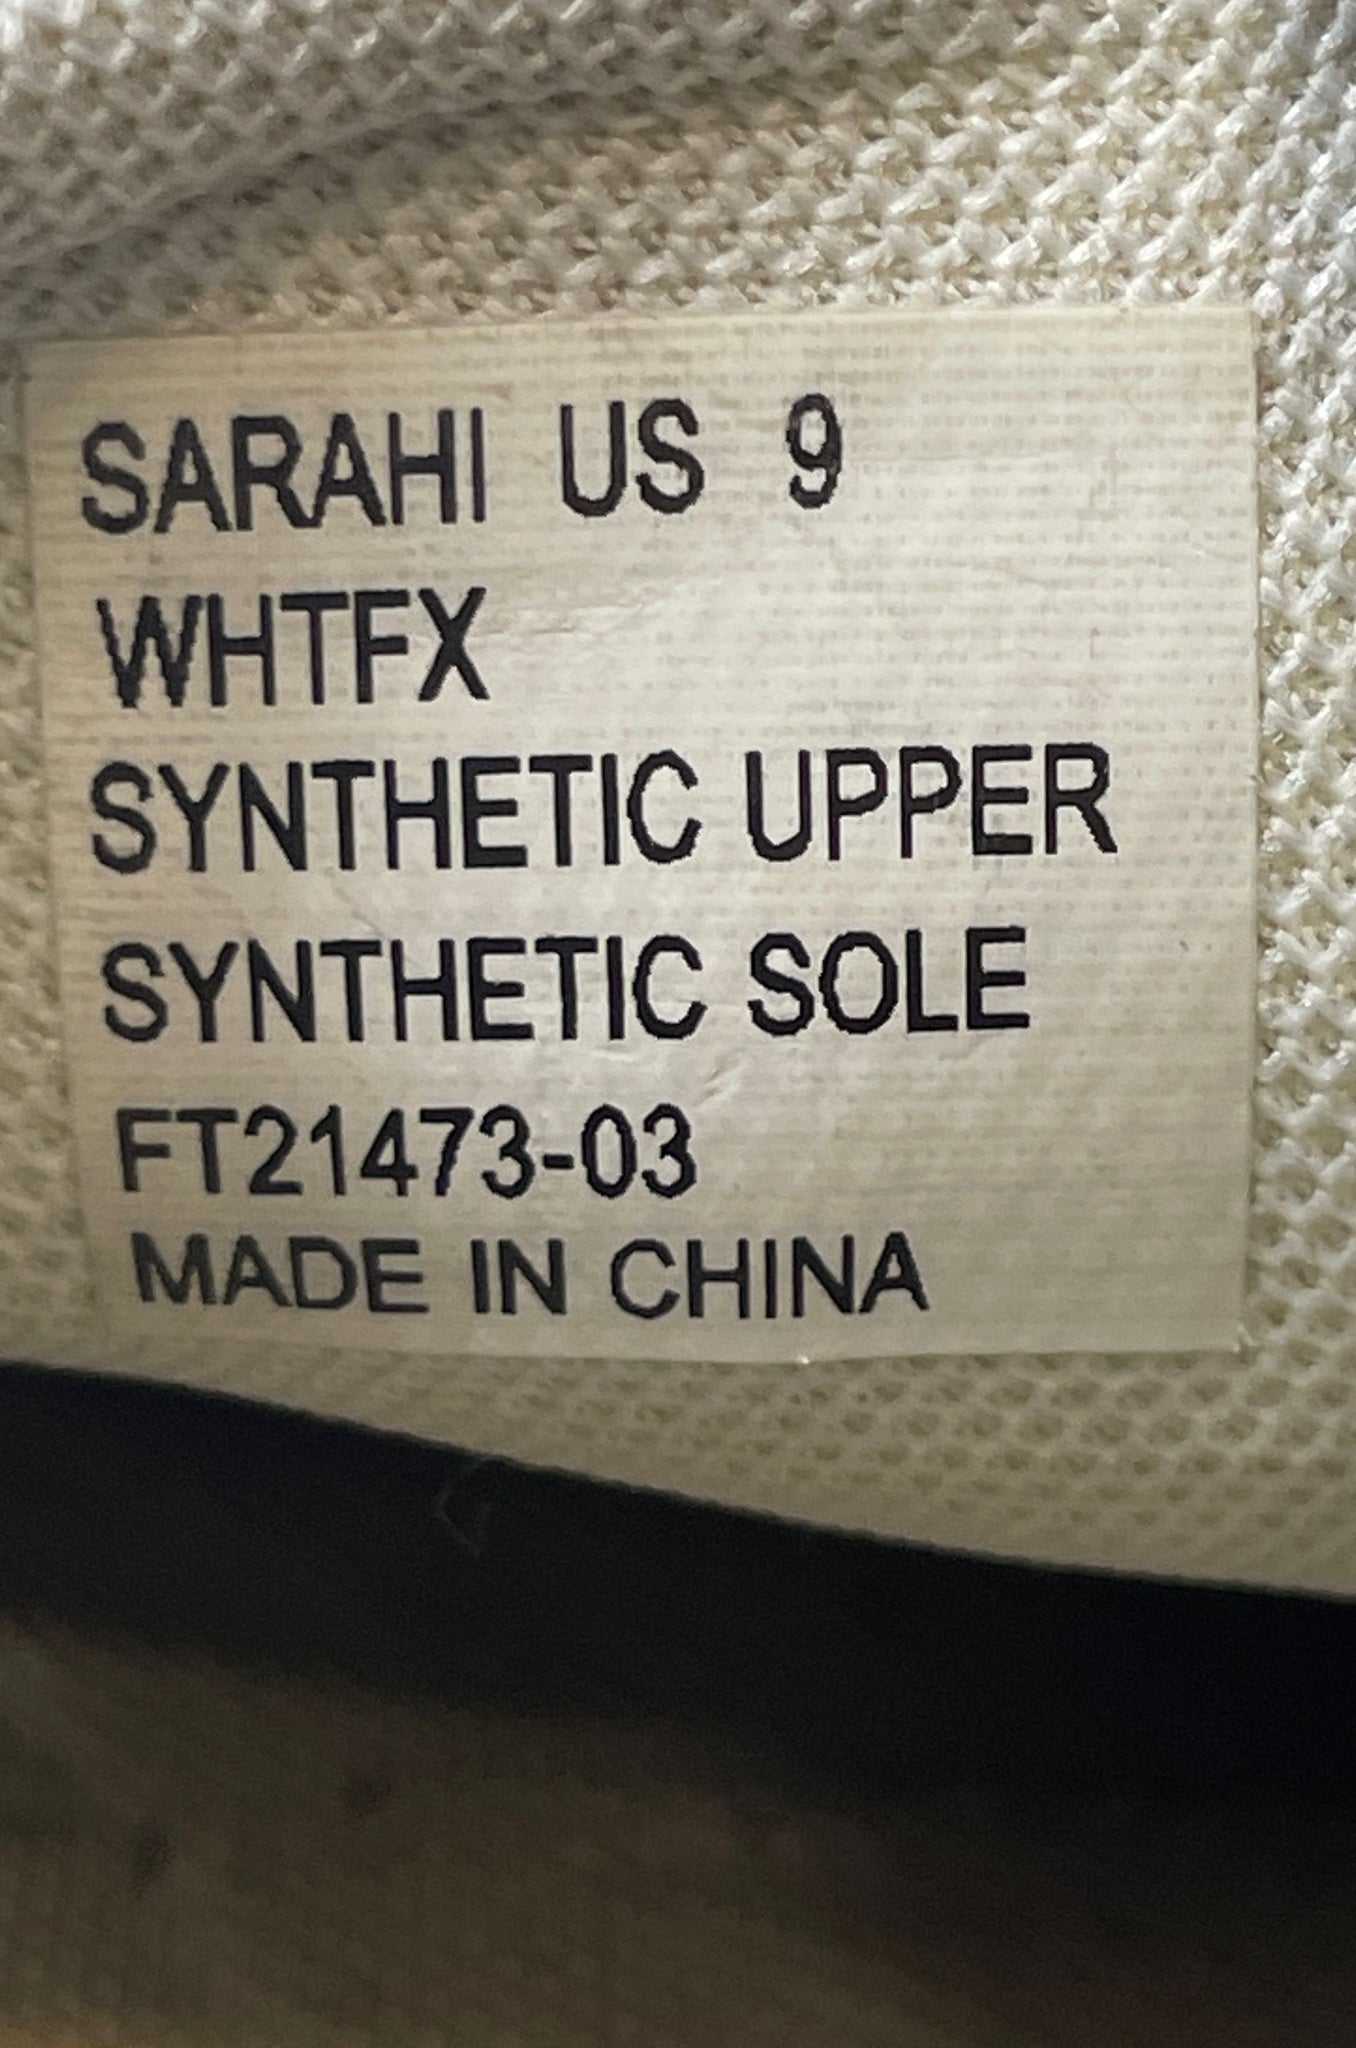 SARAHI US 9
WHTFX
SYNTHETIC UPPER
SYNTHETIC SOLE
FT21473-03
MADE IN CHINA